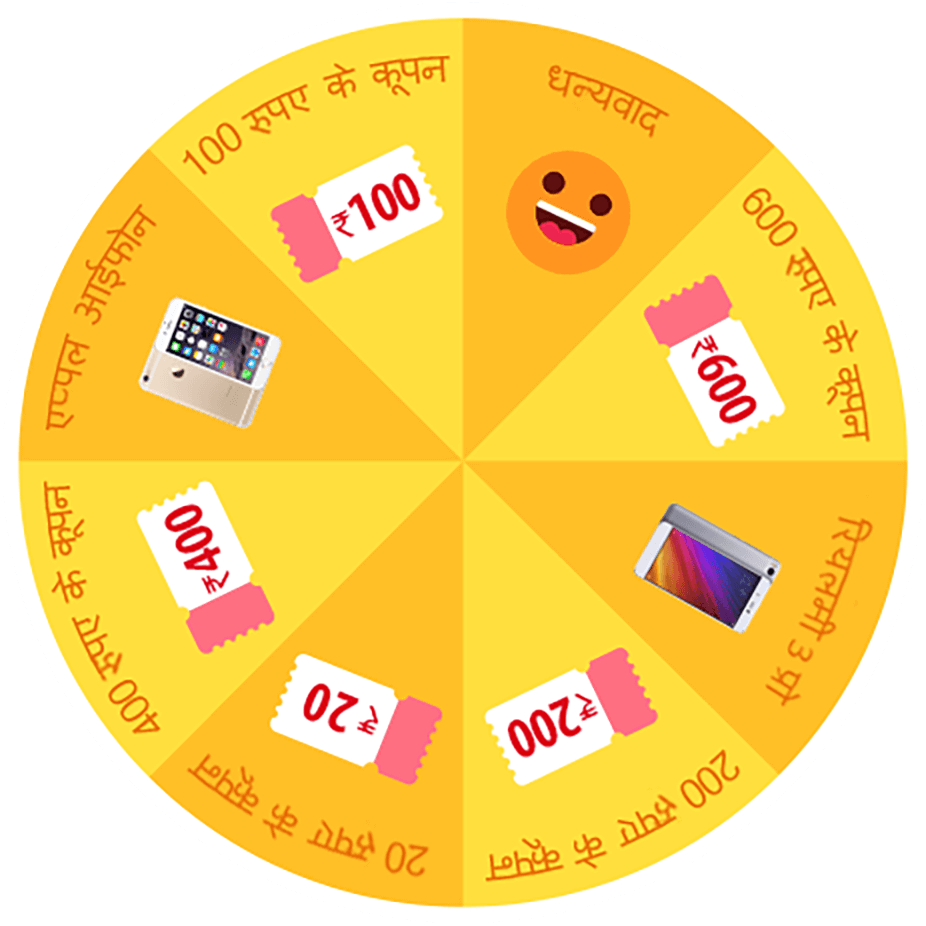 धन्यवाद
600 रुपए के कूपन
₹600
रियलमी 3 प्रो
200 रुपए के कूपन
₹200
20 रुपए के कूपन
₹20
400 रुपए के कूपन
₹400
एप्पल आईफोन
100 रुपए के कूपन
₹100